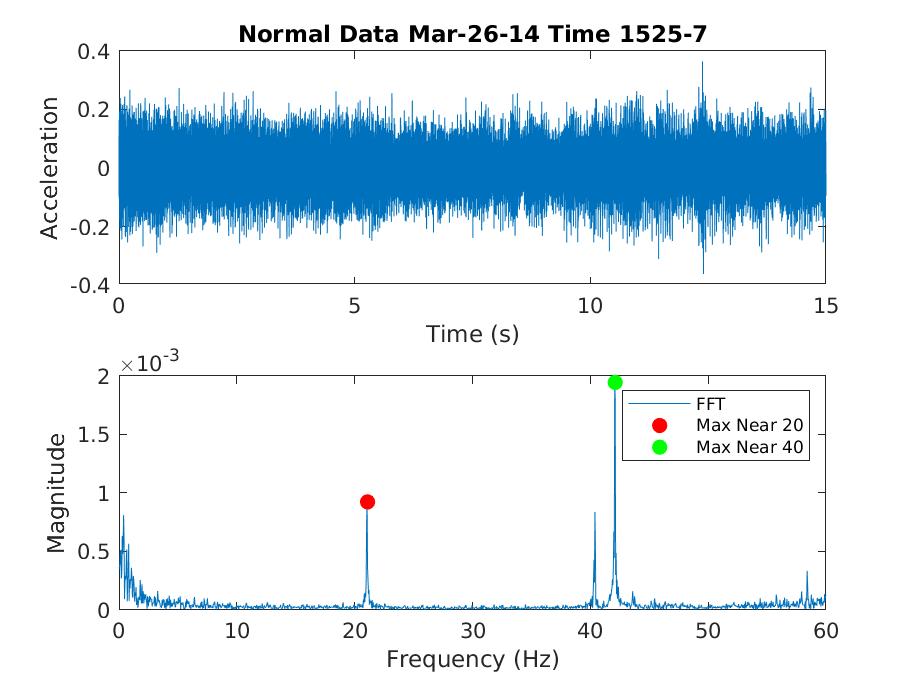 Normal Data Mar-26-14 Time 1525-7
0.4
0.2
0
-0.2
-0.4
Acceleration
0 5 10 15
Time (s)
×10-3
2
1.5
1
0.5
0
Magnitude
FFT
Max Near 20
Max Near 40
0 10 20 30 40 50 60
Frequency (Hz)